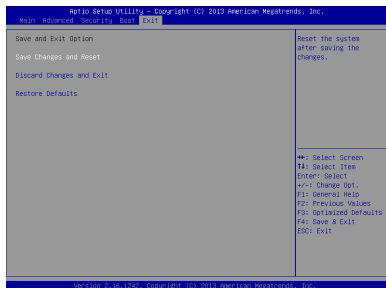 Aptio Setup Utility – Copyright (C) 2013 American Megatrends, Inc.
Main Advanced Security Boot Exit
Save and Exit Option
Save Changes and Reset
Discard Changes and Exit
Restore Defaults
Reset the system
after saving the
changes.
→←: Select Screen
↑↓: Select Item
Enter: Select
+/-: Change Opt.
F1: General Help
F2: Previous Values
F3: Optimized Defaults
F4: Save & Exit
ESC: Exit
Version 2.16.1242. Copyright (C) 2013 American Megatrends, Inc.